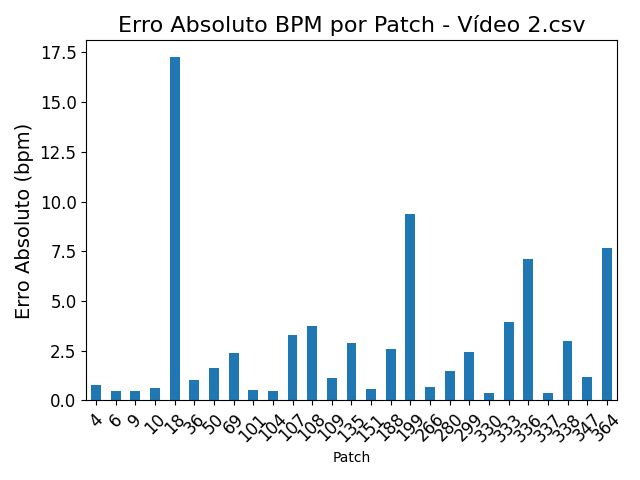 Erro Absoluto BPM por Patch - Vídeo 2.csv
Erro Absoluto (bpm)
17.5
15.0
12.5
10.0
7.5
5.0
2.5
0.0
4 6 9 10 18 36 50 69 101 104 107 108 109 135 151 188 199 266 280 299 330 333 336 337 338 347 364
Patch